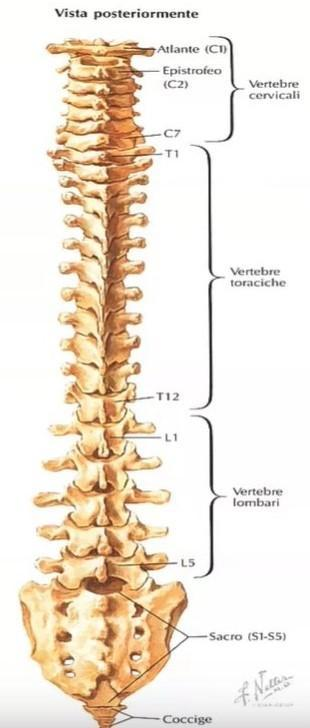 Vista posteriormente
Atlante (C1)
Epistrofeo
(C2)
Vertebre
cervicali
C7
T1
Vertebre
toraciche
T12
L1
Vertebre
lombari
L5
Sacro (S1-S5)
F. Netter
M.D.
Coccige